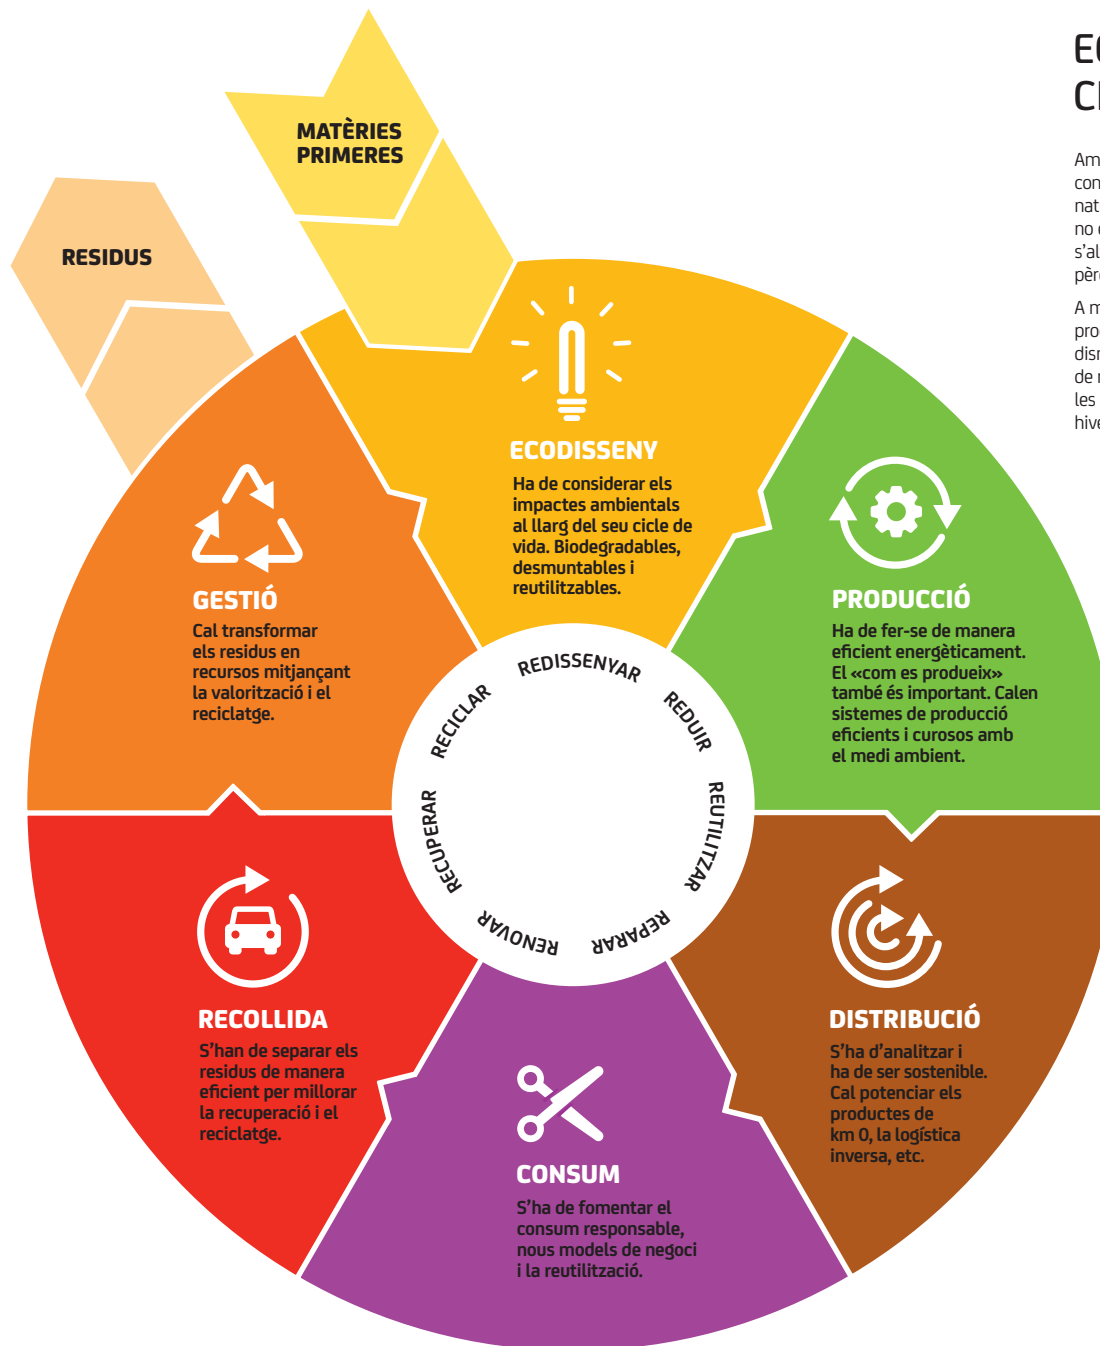 MATÈRIES
PRIMERES
RESIDUS
ECODISSENY
Ha de considerar els
impactes ambientals
al llarg del seu cicle de
vida. Biodegradables,
desmuntables i
reutilitzables.
PRODUCCIÓ
Ha de fer-se de manera
eficient energèticament.
El «com es produeix»
també és important. Calen
sistemes de producció
eficients i curosos amb
el medi ambient.
DISTRIBUCIÓ
S'ha d'analitzar i
ha de ser sostenible.
Cal potenciar els
productes de
km 0, la logística
inversa, etc.
CONSUM
S'ha de fomentar el
consum responsable,
nous models de negoci
i la reutilització.
RECOLLIDA
S'han de separar els
residus de manera
eficient per millorar
la recuperació i el
reciclatge.
GESTIÓ
Cal transformar
els residus en
recursos mitjançant
la valorització i el
reciclatge.
REDISSENYAR
REDUIR
REUTILITZAR
REPARAR
RENOVAR
RECUPERAR
RECICLAR
A m
de
les